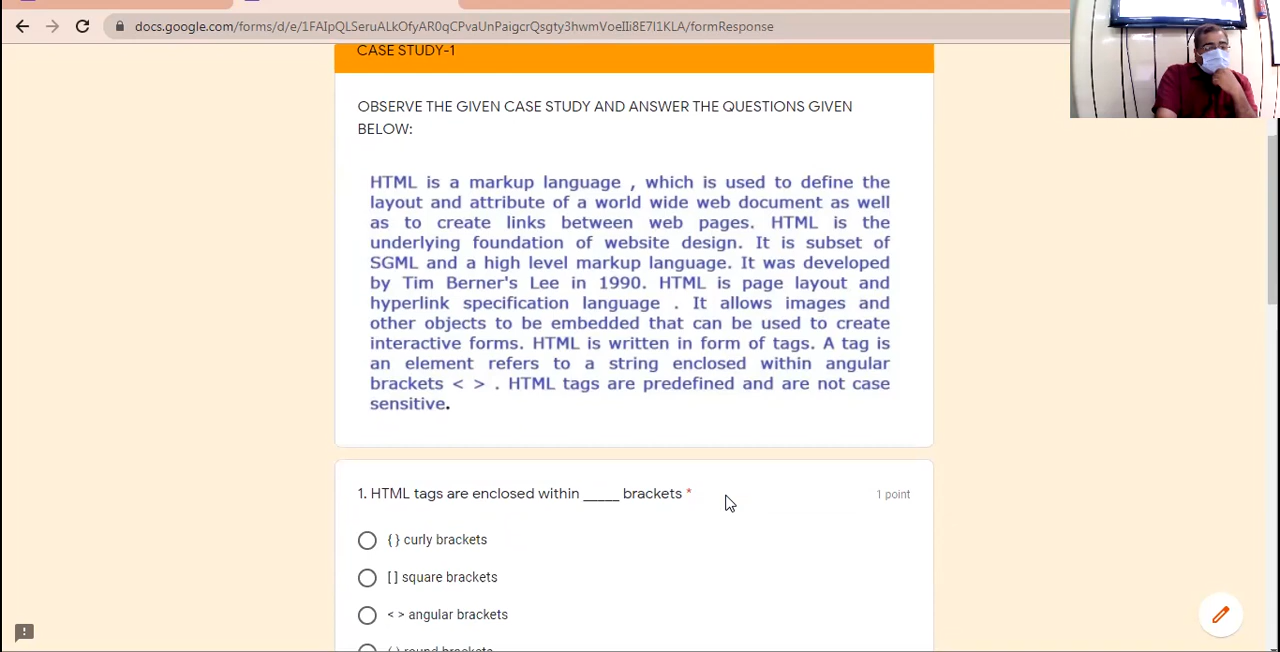 docs.google.com/forms/d/e/1FAIpQLSeruALkOfyAR0qCPvaUnPaigcrQsgty3hwmVoeIIi8E7l1KLA/formResponse
CASE STUDY-1
OBSERVE THE GIVEN CASE STUDY AND ANSWER THE QUESTIONS GIVEN
BELOW:
HTML is a markup language , which is used to define the
layout and attribute of a world wide web document as well
as to create links between web pages. HTML is the
underlying foundation of website design. It is subset of
SGML and a high level markup language. It was developed
by Tim Berner's Lee in 1990. HTML is page layout and
hyperlink specification language . It allows images and
other objects to be embedded that can be used to create
interactive forms. HTML is written in form of tags. A tag is
an element refers to a string enclosed within angular
brackets < > . HTML tags are predefined and are not case
sensitive.
1. HTML tags are enclosed within _____ brackets *
1 point
{ } curly brackets
[ ] square brackets
< > angular brackets
( ) round brackets